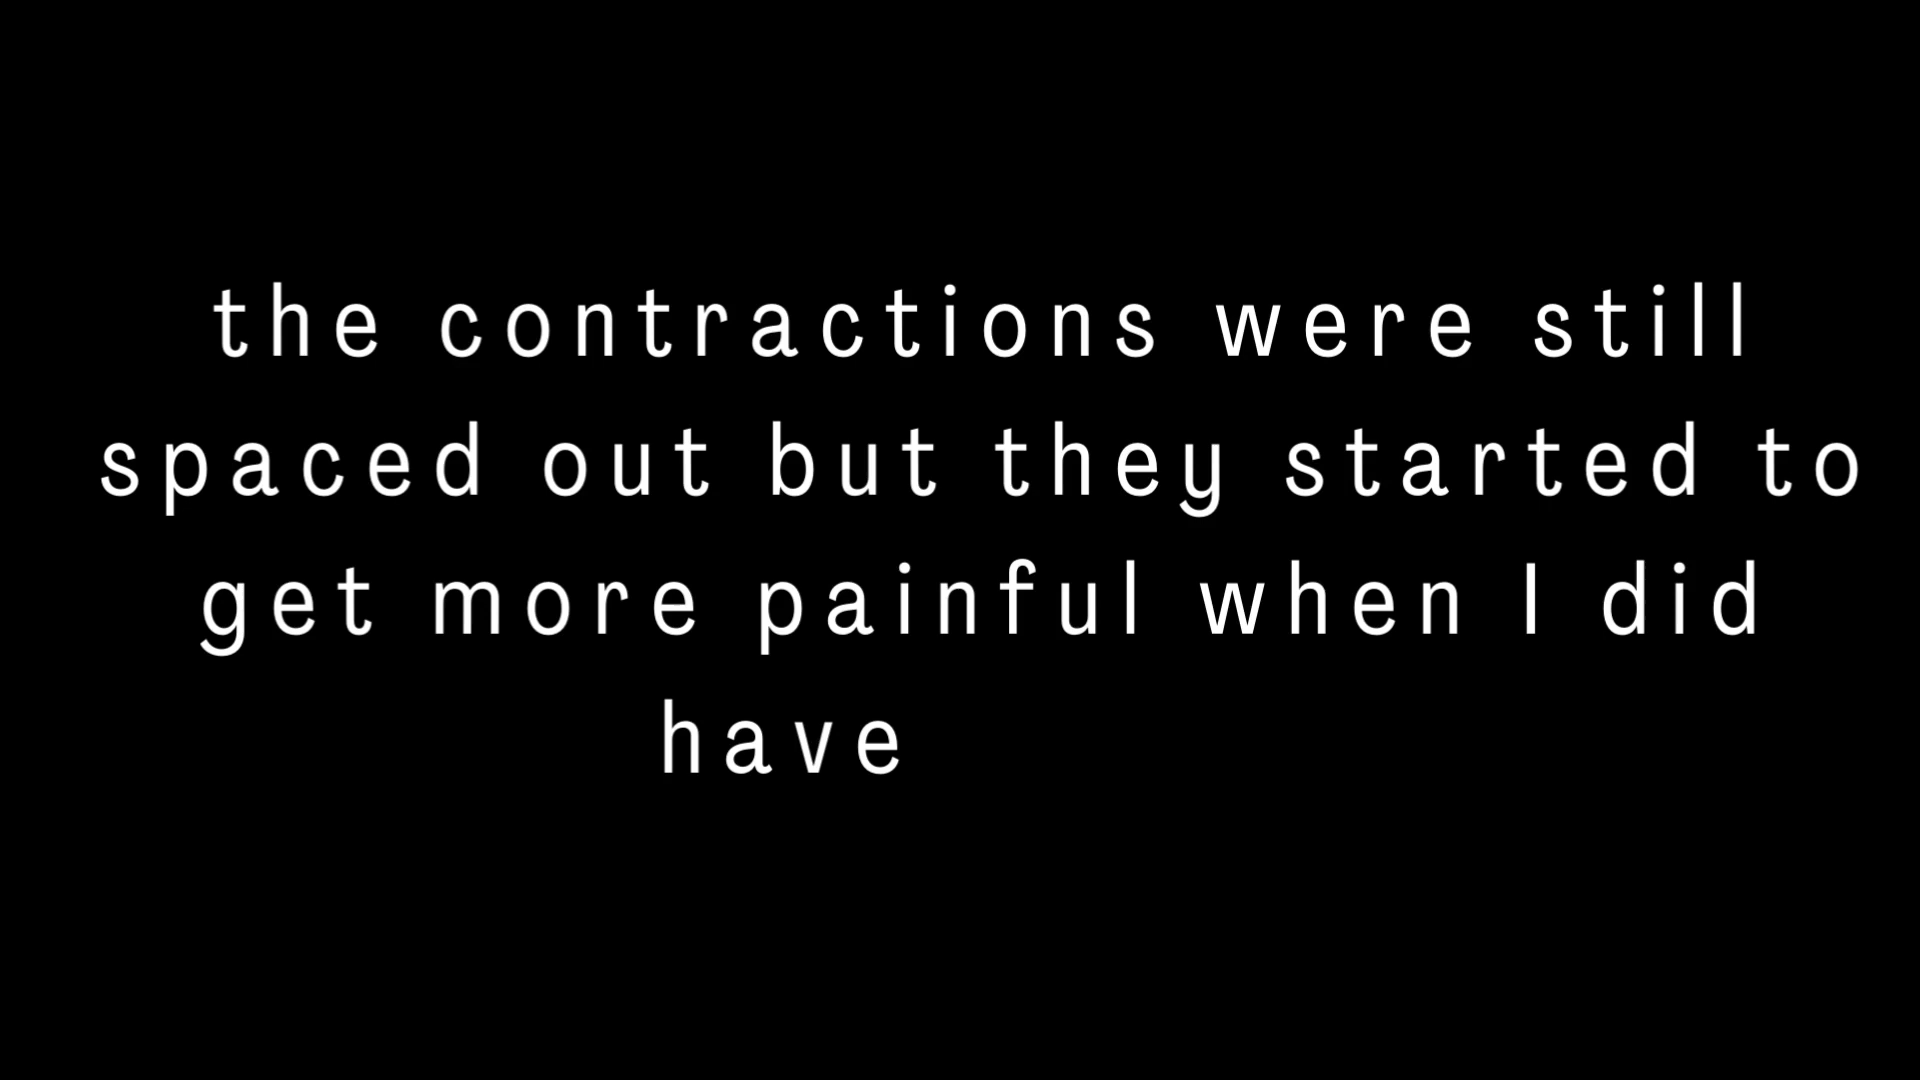 the contractions were still
spaced out but they started to
get more painful when I did
have